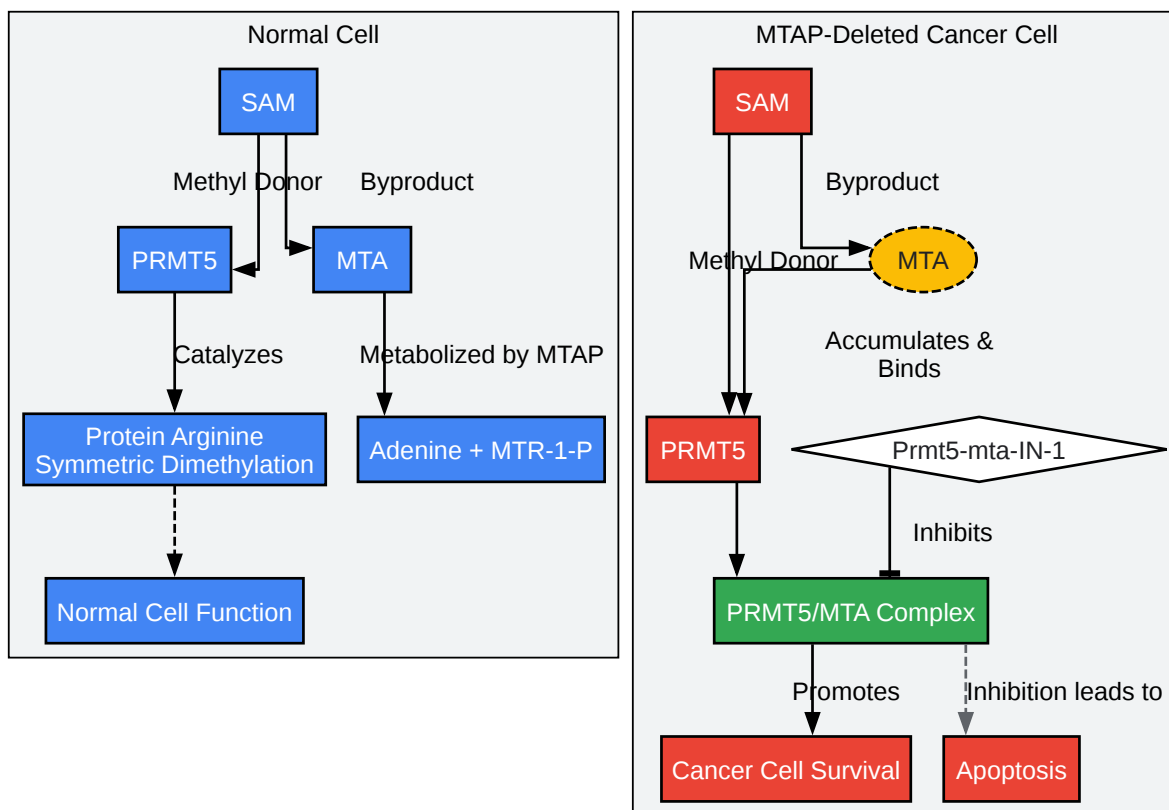 Normal Cell
SAM
Methyl Donor
Byproduct
PRMT5
MTA
Catalyzes
Metabolized by MTAP
Protein Arginine
Symmetric Dimethylation
Adenine + MTR-1-P
Normal Cell Function
MTAP-Deleted Cancer Cell
SAM
Byproduct
Methyl Donor
MTA
Accumulates &
Binds
PRMT5
Prmt5-mta-IN-1
Inhibits
PRMT5/MTA Complex
Promotes
Inhibition leads to
Cancer Cell Survival
Apoptosis